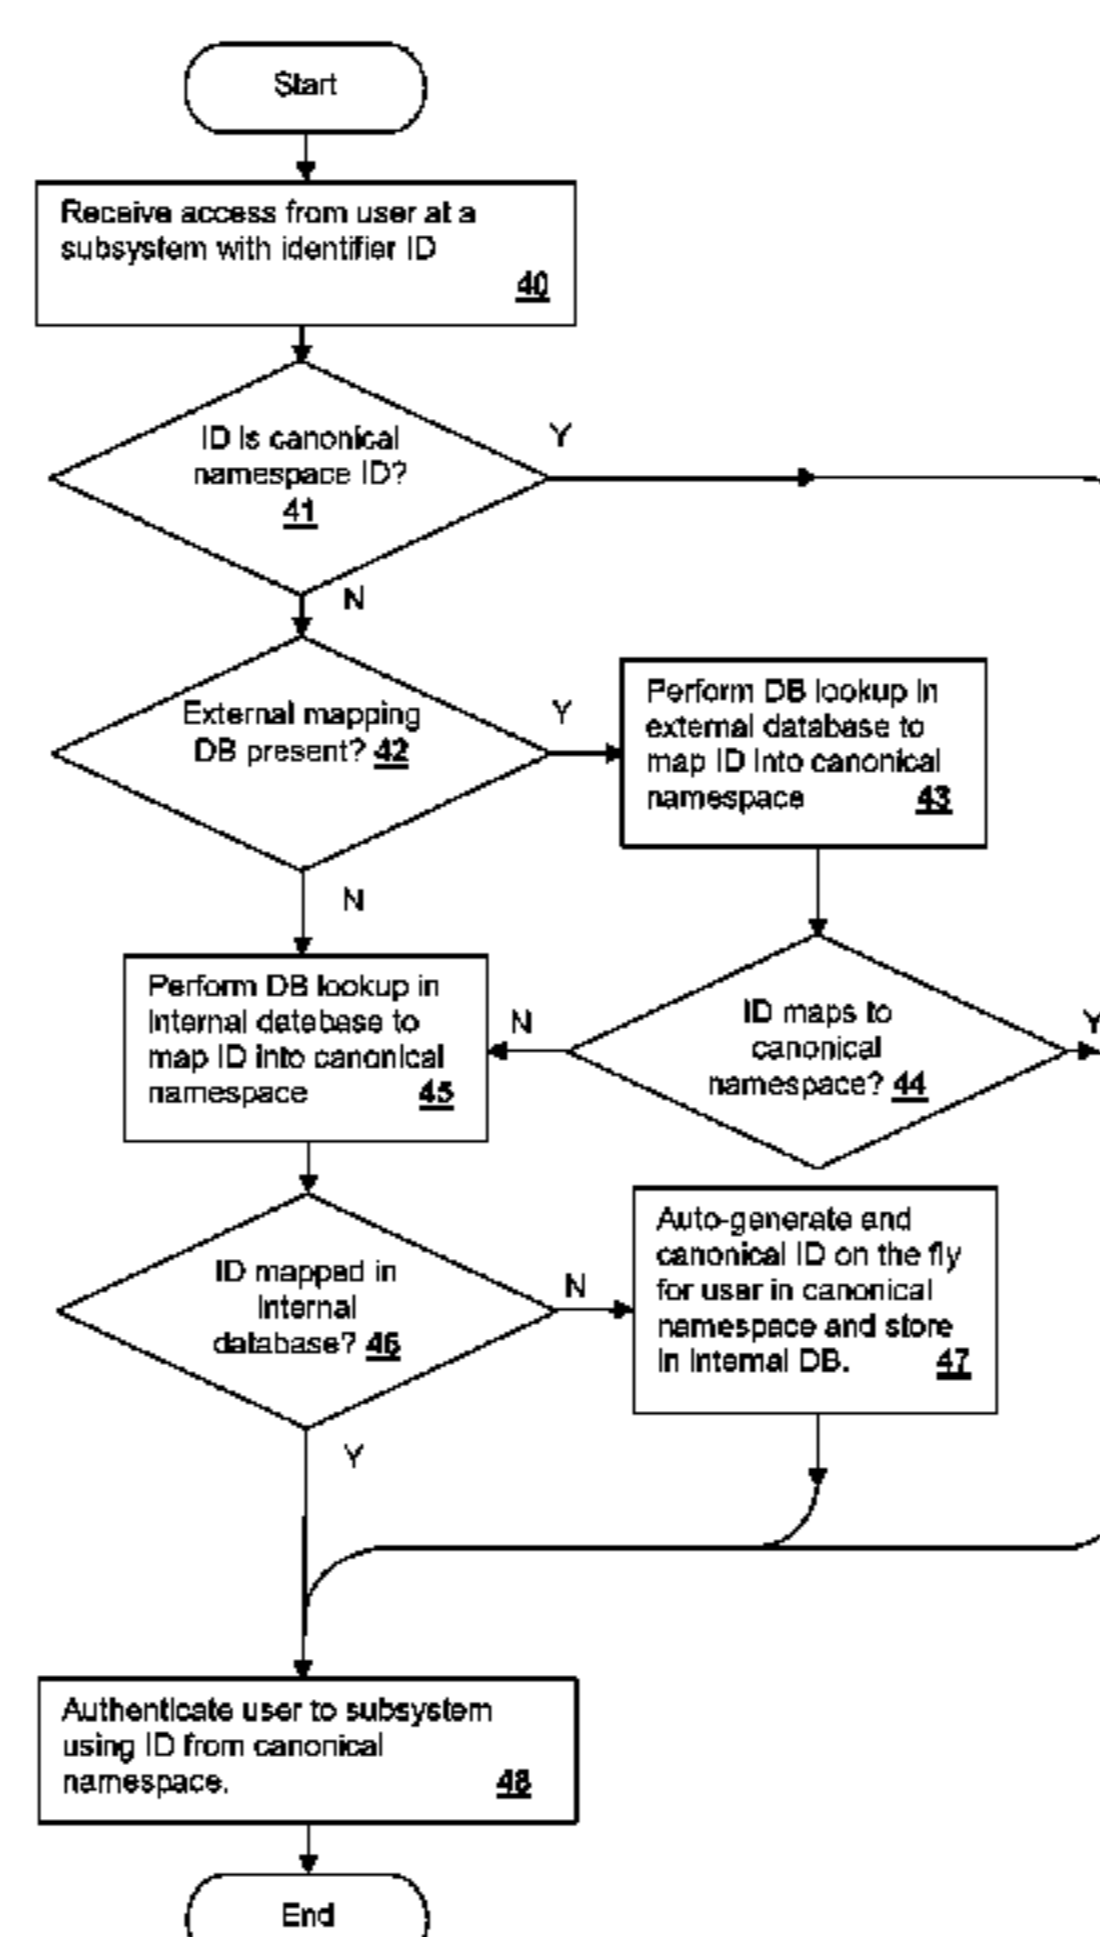 Start
Receive access from user at a
subsystem with identifier ID
40
ID is canonical
namespace ID?
41
Y
N
External mapping
DB present? 42
Y
N
Perform DB lookup in
external database to
map ID into canonical
namespace 43
ID maps to
canonical
namespace? 44
N
Y
Perform DB lookup in
internal datebase to
map ID into canonical
namespace 45
ID mapped in
internal
database? 46
N
Y
Auto-generate and
canonical ID on the fly
for user in canonical
namespace and store
in internal DB. 47
Authenticate user to subsystem
using ID from canonical
namespace. 48
End